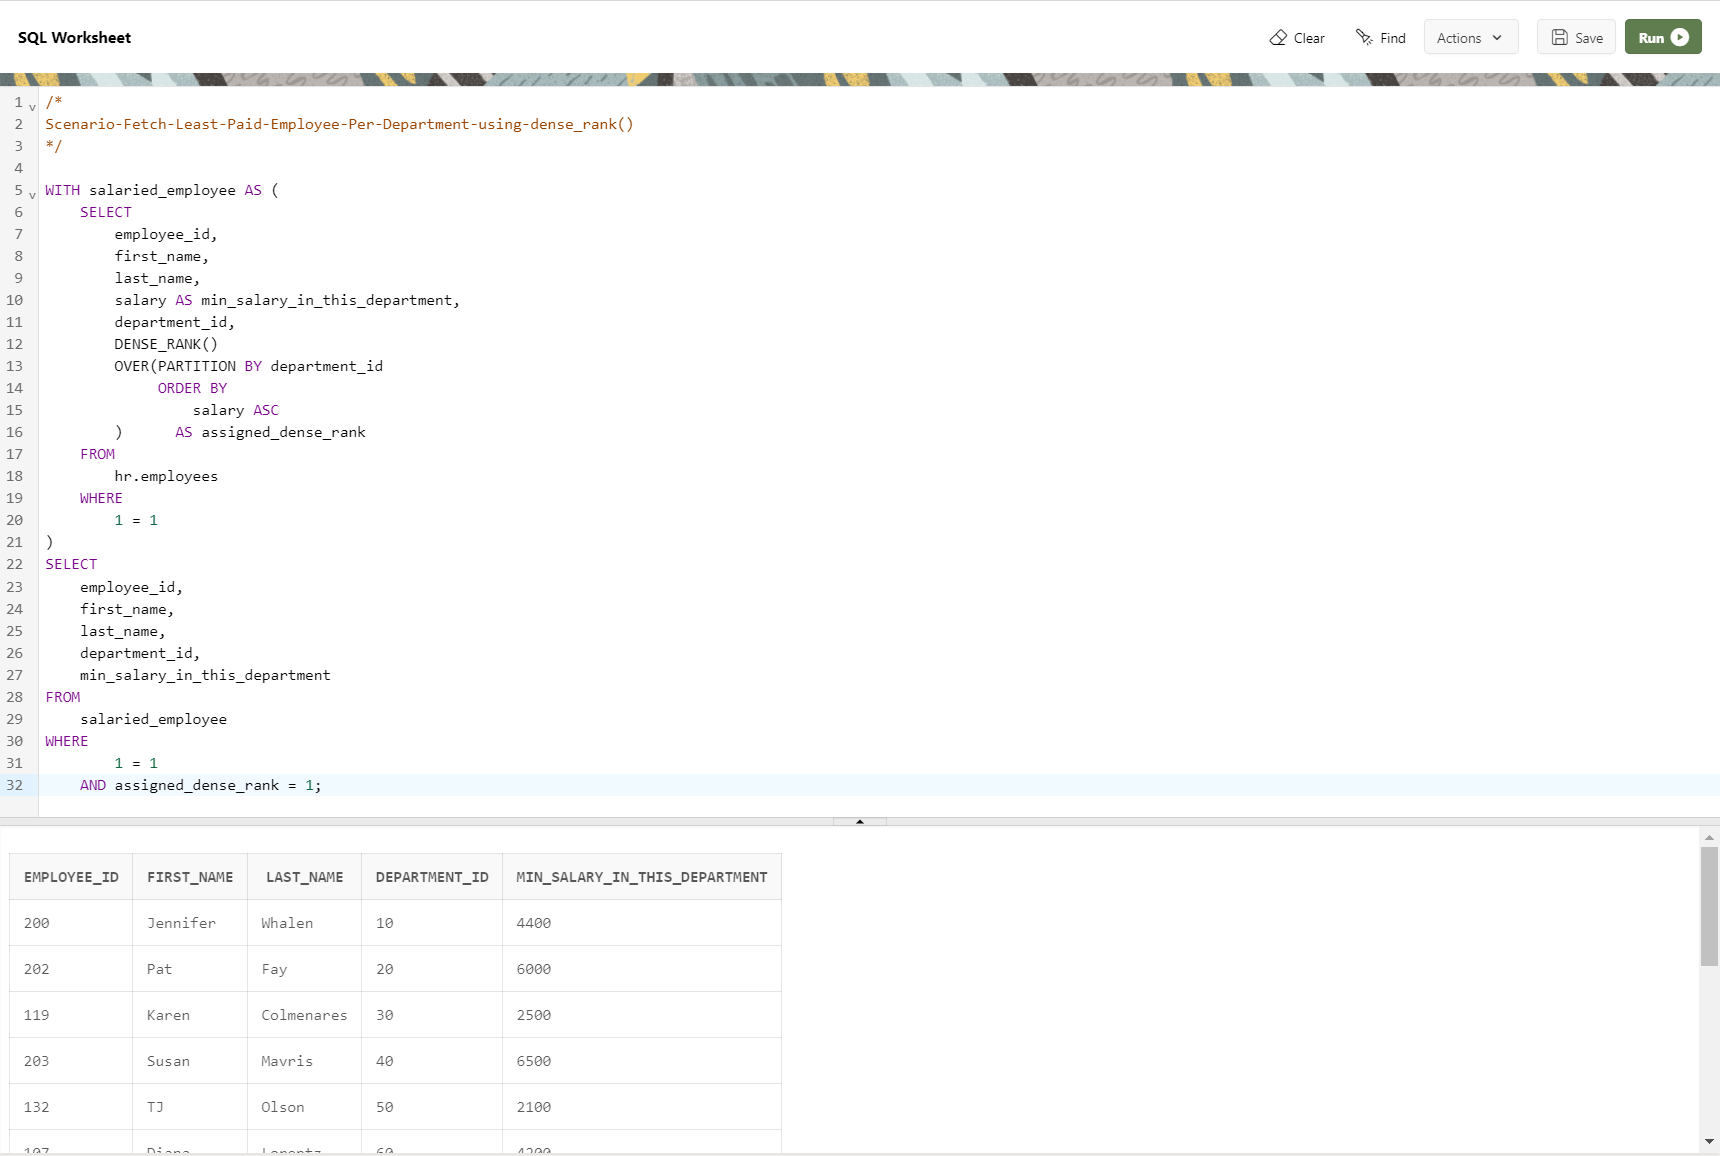 SQL Worksheet Clear Find Actions Save Run
1 /*
2 Scenario-Fetch-Least-Paid-Employee-Per-Department-using-dense_rank()
3 */
4
5 WITH salaried_employee AS (
6 SELECT
7 employee_id,
8 first_name,
9 last_name,
10 salary AS min_salary_in_this_department,
11 department_id,
12 DENSE_RANK()
13 OVER(PARTITION BY department_id
14 ORDER BY
15 salary ASC
16 ) AS assigned_dense_rank
17 FROM
18 hr.employees
19 WHERE
20 1 = 1
21 )
22 SELECT
23 employee_id,
24 first_name,
25 last_name,
26 department_id,
27 min_salary_in_this_department
28 FROM
29 salaried_employee
30 WHERE
31 1 = 1
32 AND assigned_dense_rank = 1;
EMPLOYEE_ID FIRST_NAME LAST_NAME DEPARTMENT_ID MIN_SALARY_IN_THIS_DEPARTMENT
200 Jennifer Whalen 10 4400
202 Pat Fay 20 6000
119 Karen Colmenares 30 2500
203 Susan Mavris 40 6500
132 TJ Olson 50 2100
107 Diana Lorentz 60 4200